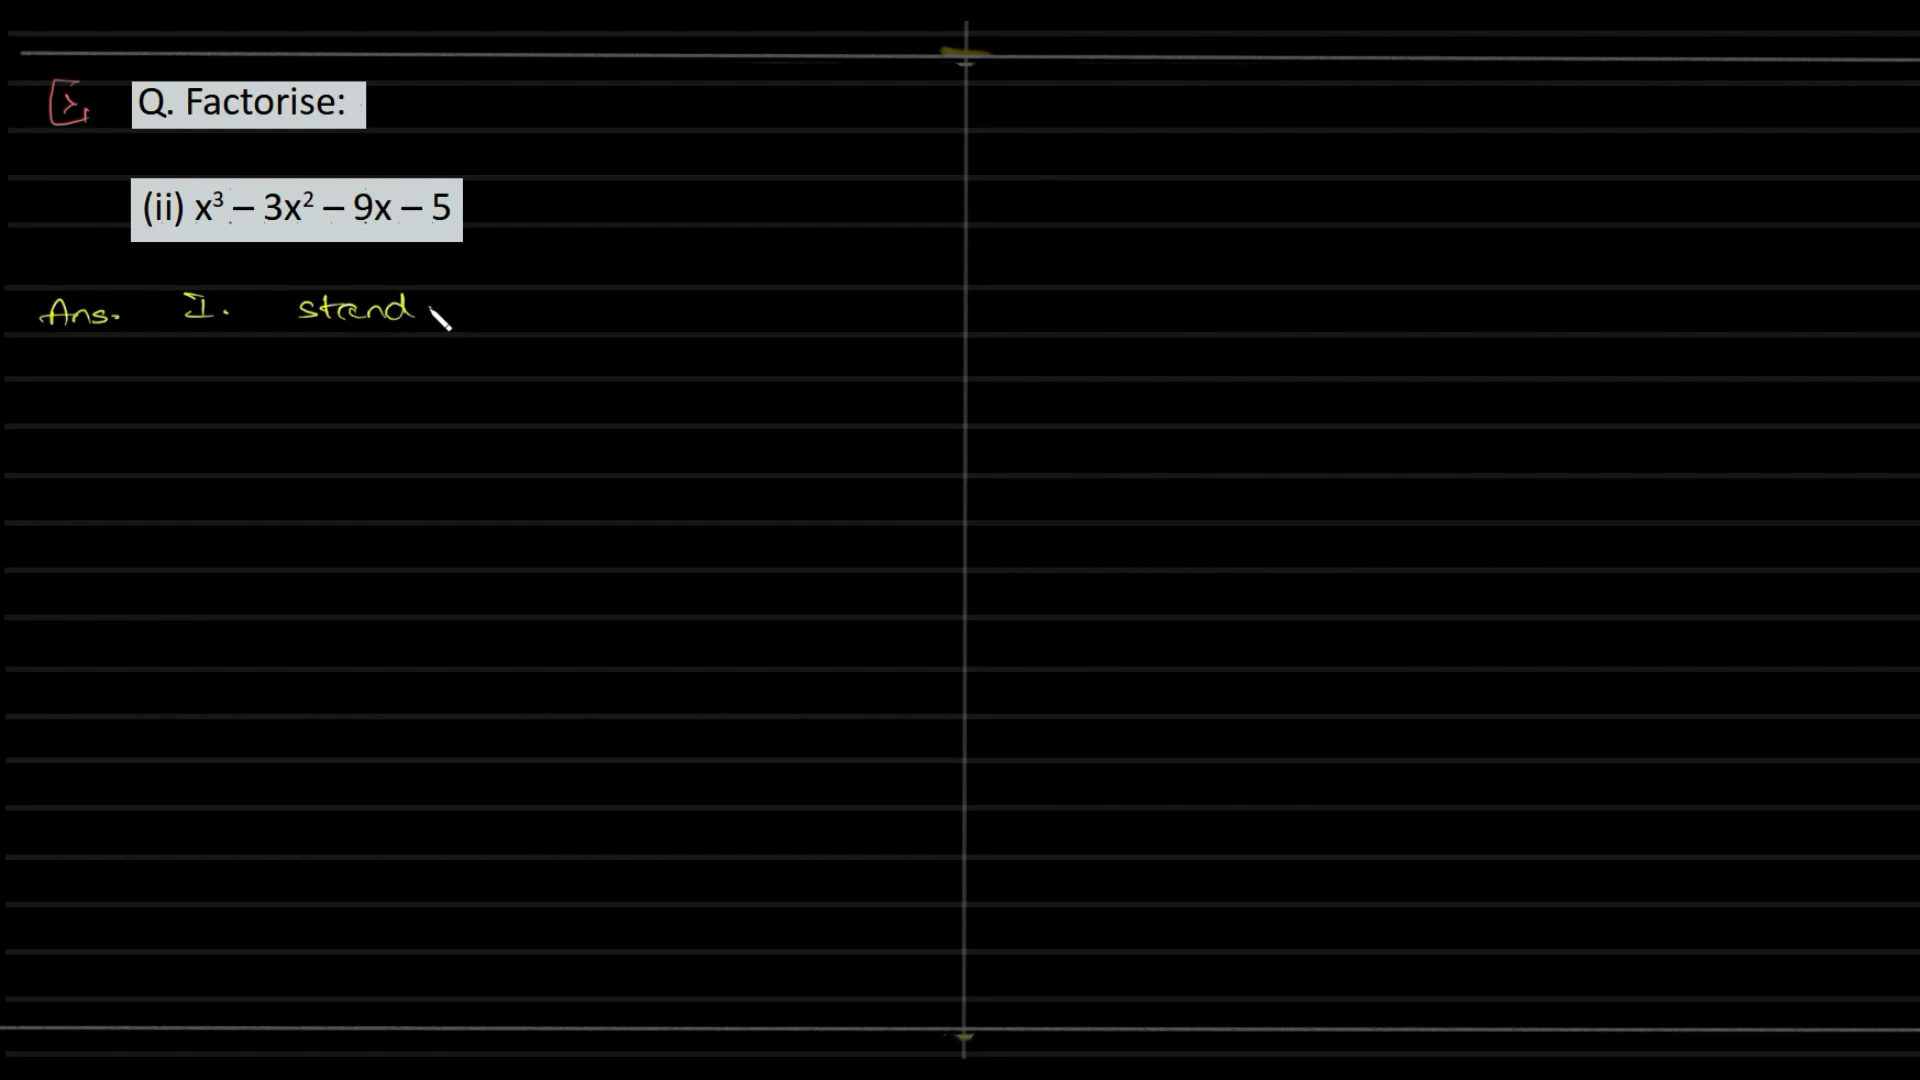 Q. Factorise:
(ii) x³ – 3x² – 9x – 5
Ans. I. stand